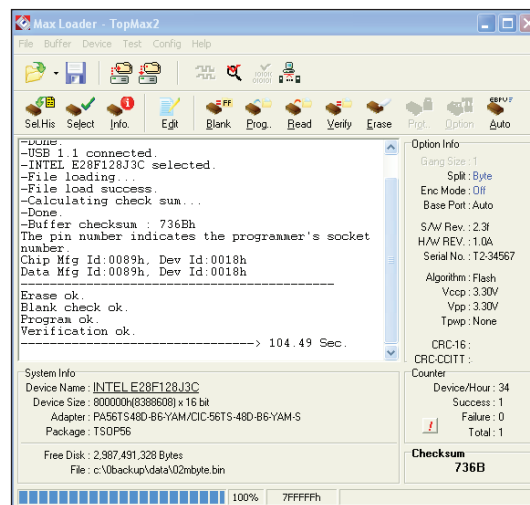 Max Loader - TopMax2
File Buffer Device Test Config Help
Sel.His Select Info. Edit Blank Prog.. Read Verify Erase Prgt.. Option Auto
-Done.
-USB 1.1 connected.
-INTEL E28F128J3C selected.
-File loading...
-File load success.
-Calculating check sum...
-Done.
-Buffer checksum : 736Bh
The pin number indicates the programmer's socket
number.
Chip Mfg Id:0089h, Dev Id:0018h
Data Mfg Id:0089h, Dev Id:0018h
----------------------------------------
Erase ok.
Blank check ok.
Program ok.
Verification ok.
------------------------------> 104.49 Sec.
Option Info
Gang Size : 1
Split : Byte
Enc Mode : Off
Base Port : Auto
S/W Rev. : 2.3f
H/W REV. : 1.0A
Serial No. : T2-34567
Algorithm : Flash
Vccp : 3.30V
Vpp : 3.30V
Tpwp : None
CRC-16 :
CRC-CCITT :
System Info
Device Name : INTEL E28F128J3C
Device Size : 800000h(8388608) x 16 bit
Adapter : PA56TS48D-B6-YAM/CIC-56TS-48D-B6-YAM-S
Package : TSOP56
Free Disk : 2,987,491,328 Bytes
File : c:\0backup\data\02mbyte.bin
Counter
Device/Hour : 34
Success : 1
Failure : 0
Total : 1
Checksum
736B
100% 7FFFFFh